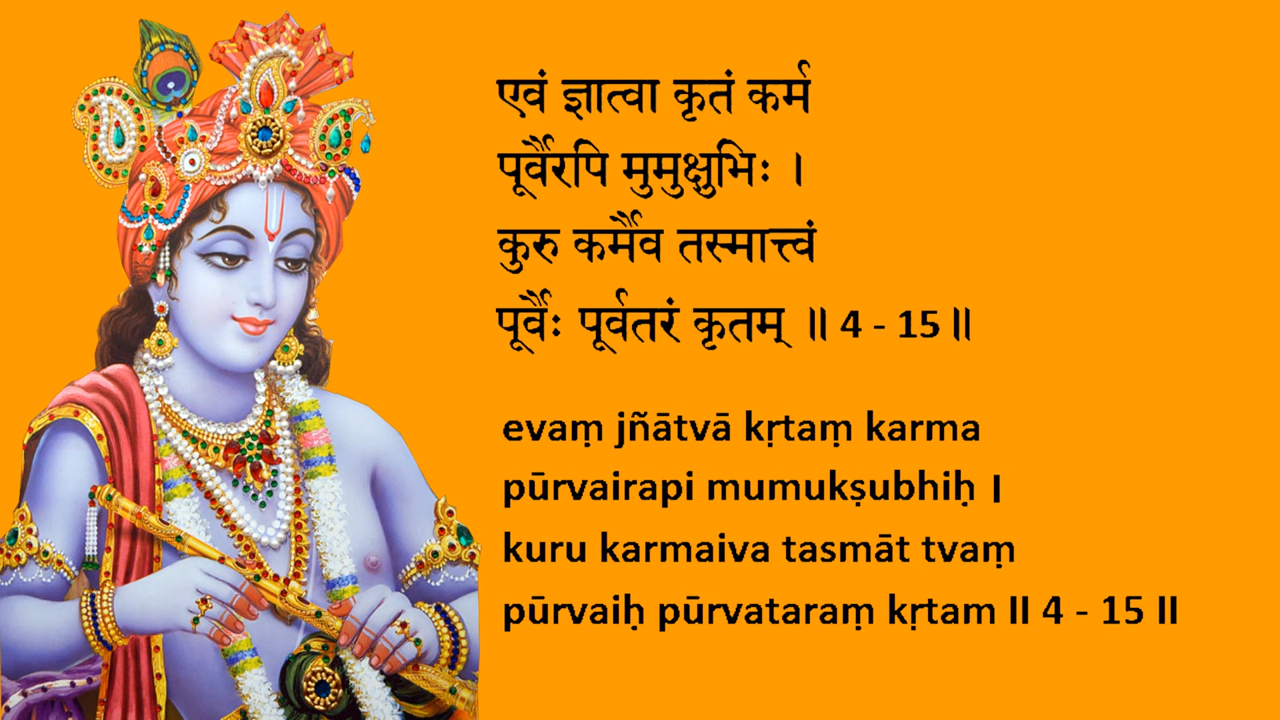 एवं ज्ञात्वा कृतं कर्म
पूर्वैरपि मुमुक्षुभिः ।
कुरु कर्मैव तस्मात्त्वं
पूर्वैः पूर्वतरं कृतम् ॥ 4 - 15॥
evaṃ jñātvā kṛtaṃ karma
pūrvairapi mumukṣubhiḥ ।
kuru karmaiva tasmāt tvaṃ
pūrvaiḥ pūrvataraṃ kṛtam ॥ 4 - 15 ॥